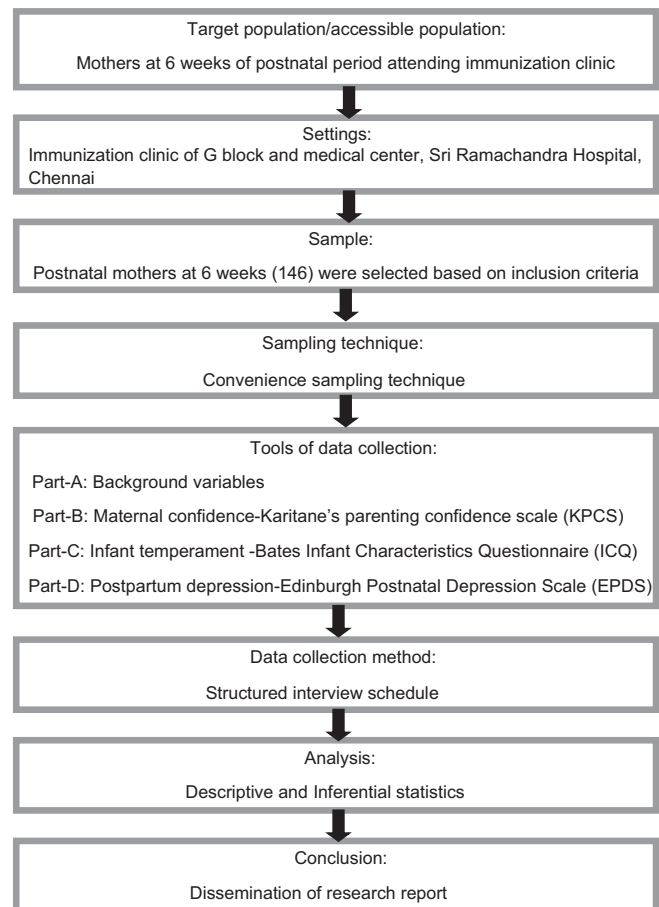 Target population/accessible population:
Mothers at 6 weeks of postnatal period attending immunization clinic
Settings:
Immunization clinic of G block and medical center, Sri Ramachandra Hospital,
Chennai
Sample:
Postnatal mothers at 6 weeks (146) were selected based on inclusion criteria
Sampling technique:
Convenience sampling technique
Tools of data collection:
Part-A: Background variables
Part-B: Maternal confidence-Karitane's parenting confidence scale (KPCS)
Part-C: Infant temperament -Bates Infant Characteristics Questionnaire (ICQ)
Part-D: Postpartum depression-Edinburgh Postnatal Depression Scale (EPDS)
Data collection method:
Structured interview schedule
Analysis:
Descriptive and Inferential statistics
Conclusion:
Dissemination of research report